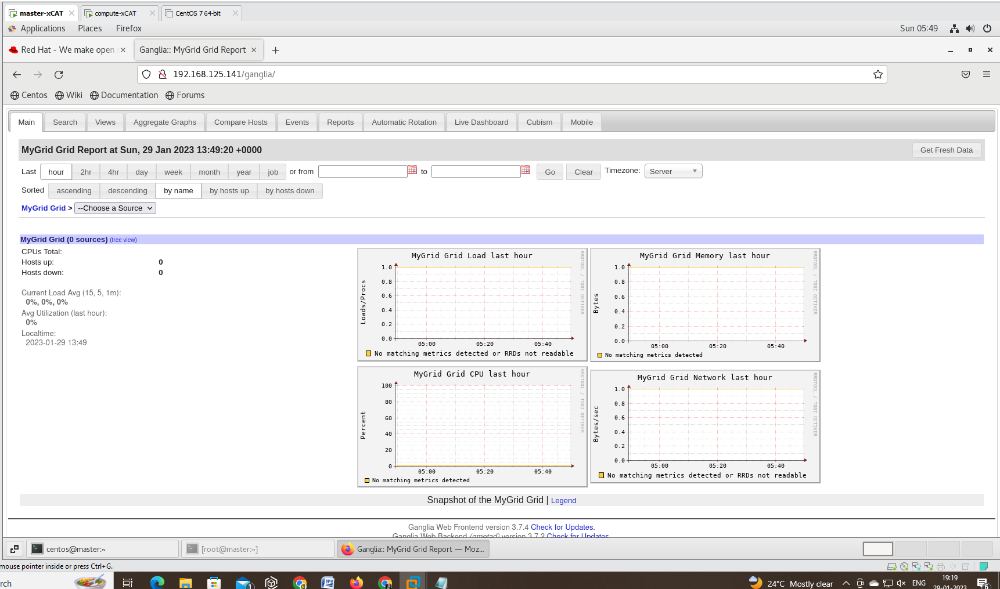 master-xCAT
compute-xCAT
CentOS 7 64-bit
Applications Places Firefox
Sun 05:49
Red Hat - We make open s
Ganglia:: MyGrid Grid Report
192.168.125.141/ganglia/
Centos Wiki Documentation Forums
Main Search Views Aggregate Graphs Compare Hosts Events Reports Automatic Rotation Live Dashboard Cubism Mobile
MyGrid Grid Report at Sun, 29 Jan 2023 13:49:20 +0000
Get Fresh Data
Last hour 2hr 4hr day week month year job or from to Go Clear Timezone: Server
Sorted ascending descending by name by hosts up by hosts down
MyGrid Grid > --Choose a Source
MyGrid Grid (0 sources) (tree view)
CPUs Total:
Hosts up: 0
Hosts down: 0
Current Load Avg (15, 5, 1m):
0%, 0%, 0%
Avg Utilization (last hour):
0%
Localtime:
2023-01-29 13:49
MyGrid Grid Load last hour
RRDTOOL / TOBI OETIKER
Loads/Procs
1.0
0.8
0.6
0.4
0.2
0.0
05:00 05:20 05:40
No matching metrics detected or RRDs not readable
MyGrid Grid Memory last hour
RRDTOOL / TOBI OETIKER
Bytes
1.0
0.8
0.6
0.4
0.2
0.0
05:00 05:20 05:40
No matching metrics detected
MyGrid Grid CPU last hour
RRDTOOL / TOBI OETIKER
Percent
100
80
60
40
20
0
05:00 05:20 05:40
No matching metrics detected
MyGrid Grid Network last hour
RRDTOOL / TOBI OETIKER
Bytes/sec
1.0
0.8
0.6
0.4
0.2
0.0
05:00 05:20 05:40
No matching metrics detected or RRDs not readable
Snapshot of the MyGrid Grid | Legend
Ganglia Web Frontend version 3.7.4 Check for Updates.
Ganglia Web Backend (gmetad) version 3.7.2 Check for Updates.
centos@master:~
[root@master:~]
Ganglia:: MyGrid Grid Report — Moz...
mouse pointer inside or press Ctrl+G.
rch
1
24°C Mostly clear
ENG
19:19
29-01-2023
6